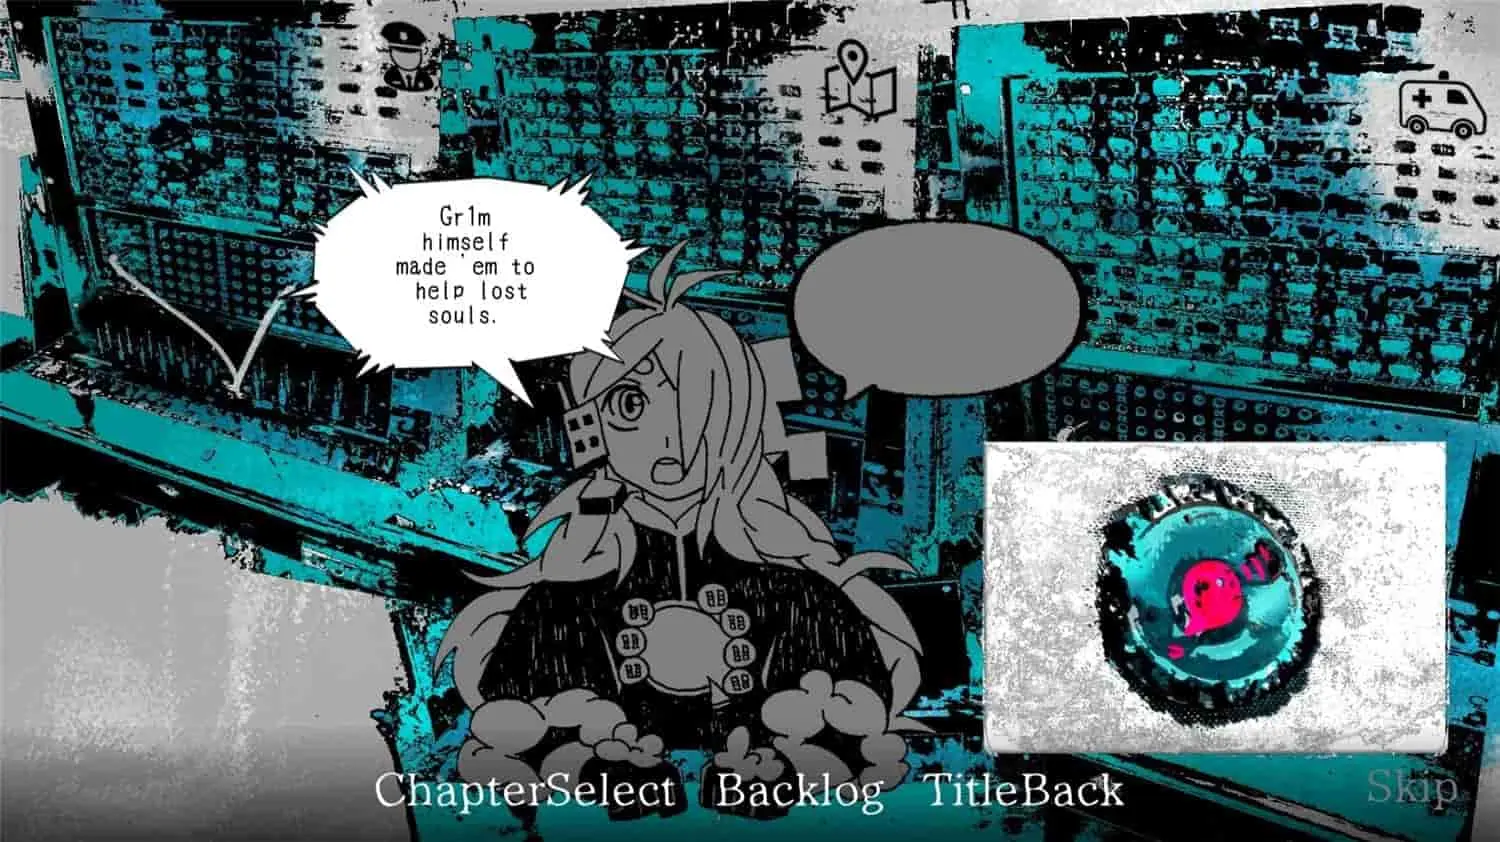 Gr1m
himself
made 'em to
help lost
souls.
ChapterSelect Backlog TitleBack
Skip